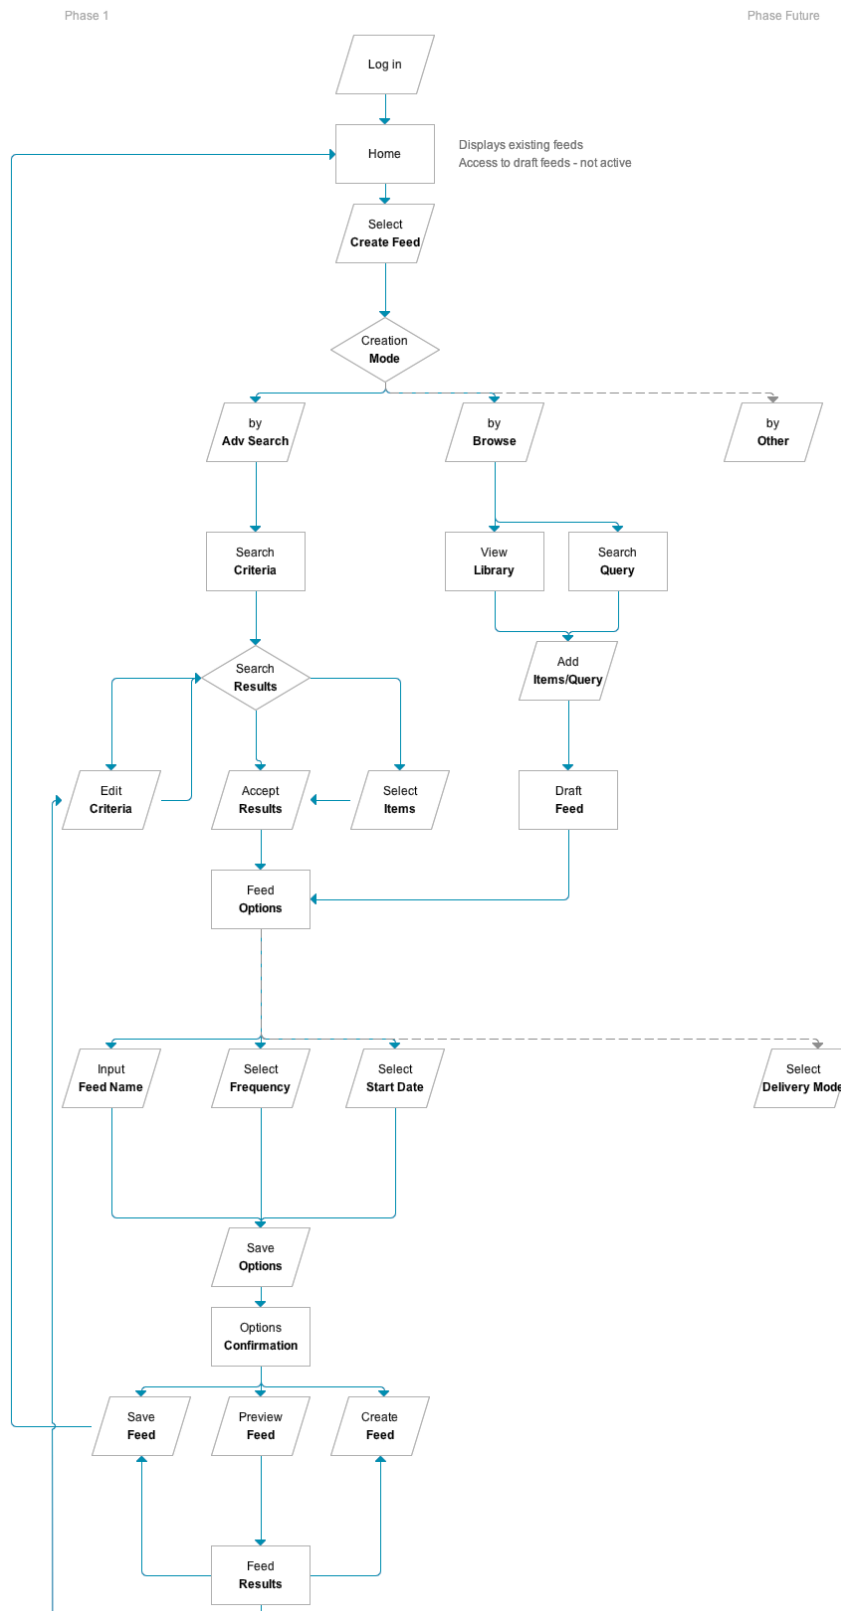 Phase 1
Phase Future
Log in
Home
Displays existing feeds
Access to draft feeds - not active
Select
Create Feed
Creation
Mode
by
Adv Search
by
Browse
by
Other
Search
Criteria
View
Library
Search
Query
Search
Results
Add
Items/Query
Edit
Criteria
Accept
Results
Select
Items
Draft
Feed
Feed
Options
Input
Feed Name
Select
Frequency
Select
Start Date
Select
Delivery Mode
Save
Options
Options
Confirmation
Save
Feed
Preview
Feed
Create
Feed
Feed
Results